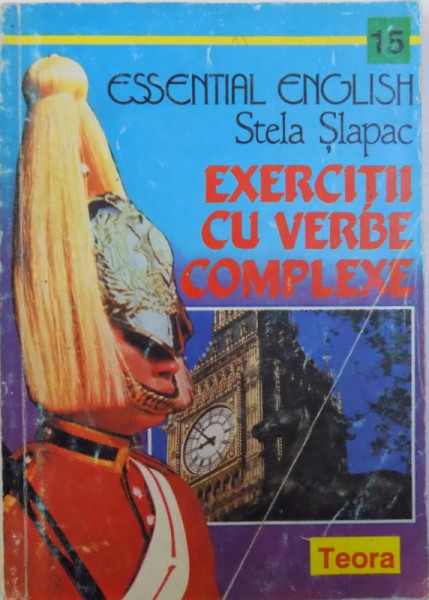 15
ESSENTIAL ENGLISH
Stela Șlapac
EXERCIȚII
CU VERBE
COMPLEXE
Teora